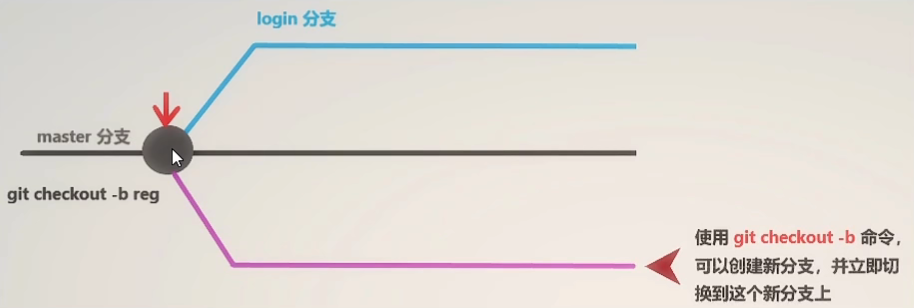 login 分支
master 分支
git checkout -b reg
使用 git checkout -b 命令，
可以创建新分支，并立即切
换到这个新分支上